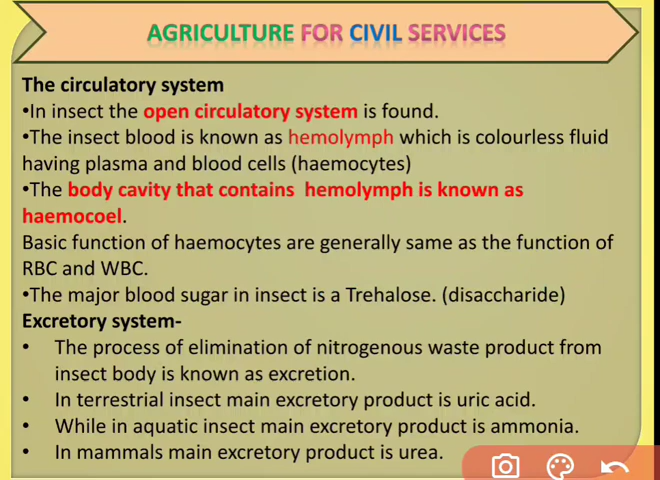 AGRICULTURE FOR CIVIL SERVICES
The circulatory system
•In insect the open circulatory system is found.
•The insect blood is known as hemolymph which is colourless fluid
having plasma and blood cells (haemocytes)
•The body cavity that contains hemolymph is known as
haemocoel.
Basic function of haemocytes are generally same as the function of
RBC and WBC.
•The major blood sugar in insect is a Trehalose. (disaccharide)
Excretory system-
• The process of elimination of nitrogenous waste product from
insect body is known as excretion.
• In terrestrial insect main excretory product is uric acid.
• While in aquatic insect main excretory product is ammonia.
• In mammals main excretory product is urea.